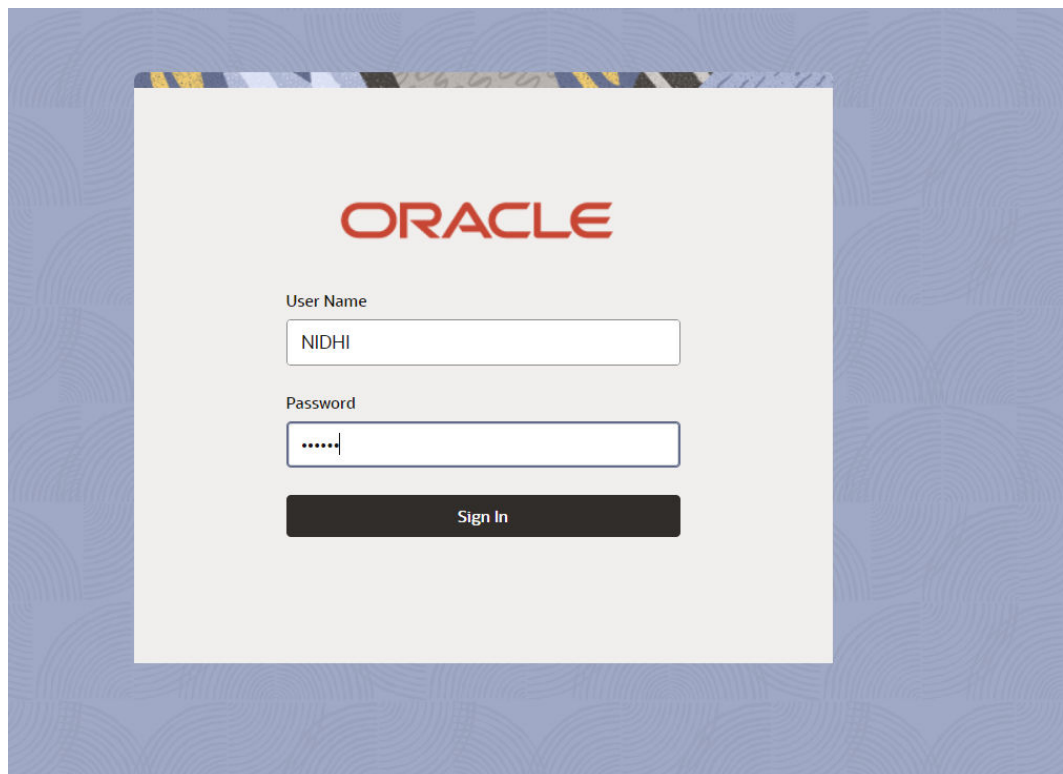 ORACLE
User Name
NIDHI
Password
••••••
Sign In